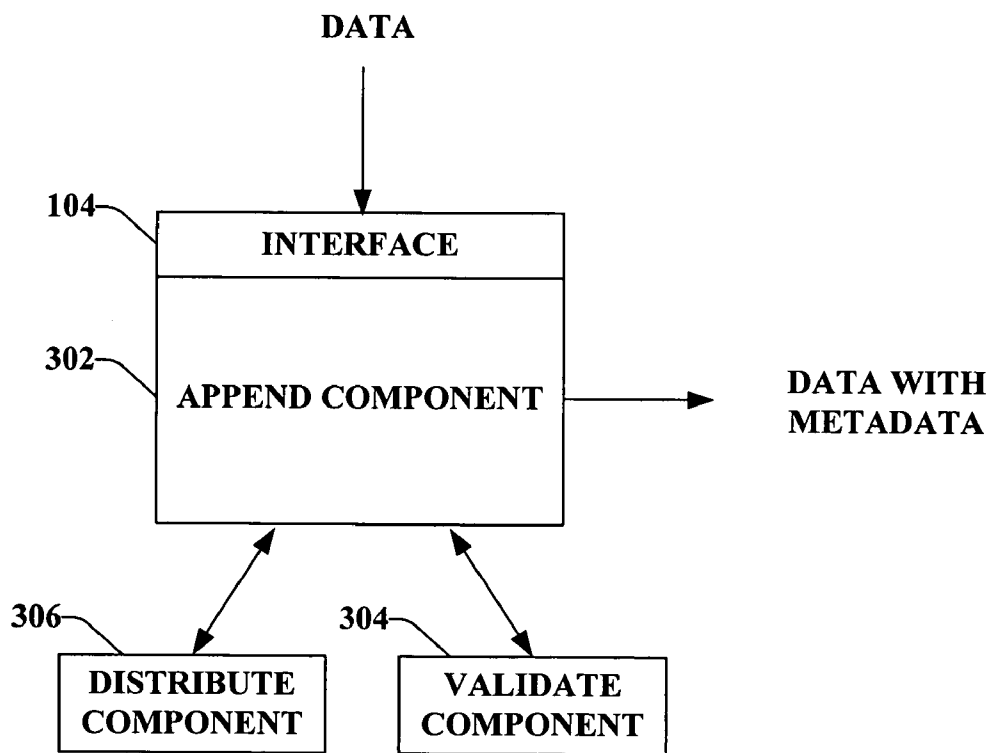 DATA
104
INTERFACE
302
APPEND COMPONENT
DATA WITH
METADATA
306
DISTRIBUTE
COMPONENT
304
VALIDATE
COMPONENT